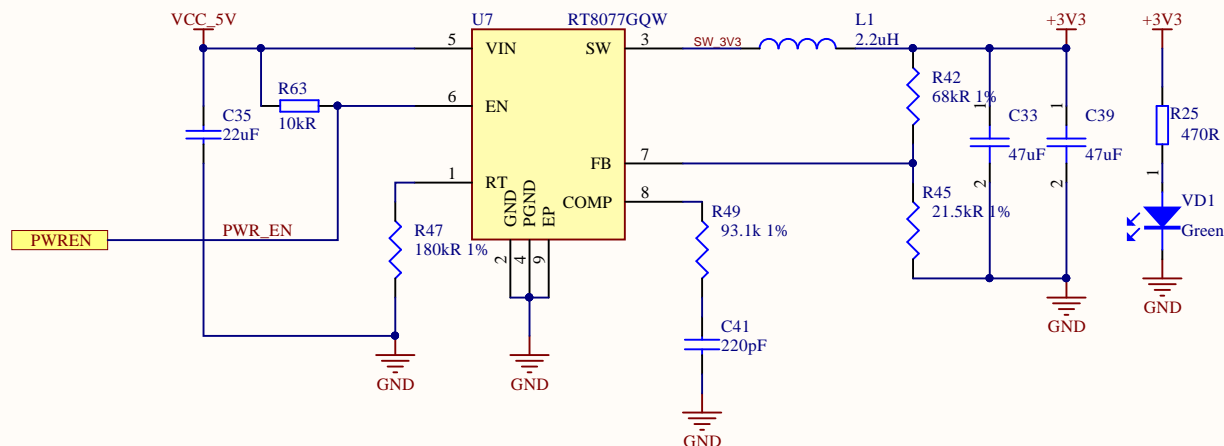 VCC_5V
U7
RT8077GQW
L1
2.2uH
+3V3
+3V3
5
VIN
SW
3
SW_3V3
R63
10kR
6
EN
C35
22uF
R42
68kR 1%
1
C33
47uF
2
1
C39
47uF
2
R25
470R
1
VD1
Green
1
RT
FB
7
COMP
8
GND
PGND
EP
2
4
9
R47
180kR 1%
R49
93.1k 1%
R45
21.5kR 1%
PWREN
PWR_EN
C41
220pF
GND
GND
GND
GND
GND